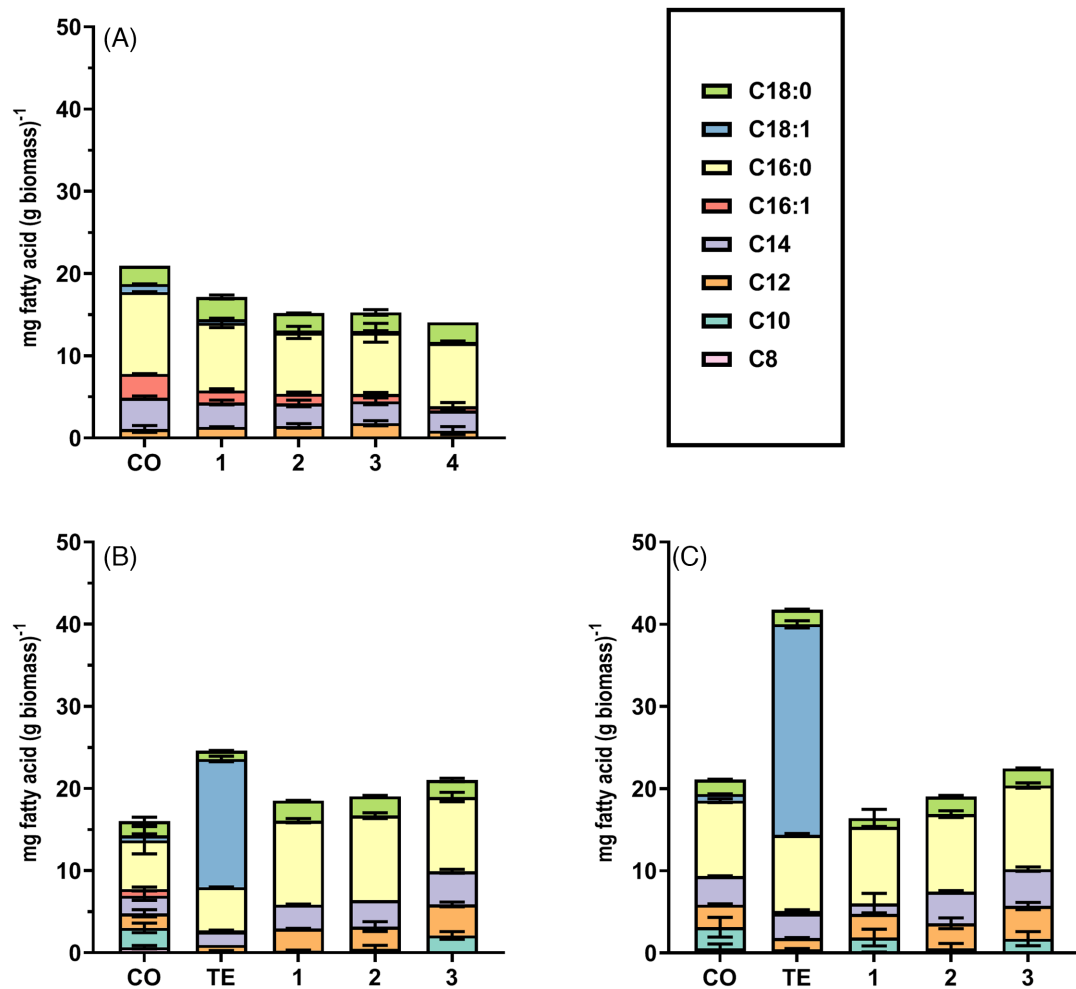 (A)
50
40
30
20
10
0
mg fatty acid (g biomass)⁻¹
CO 1 2 3 4
C18:0
C18:1
C16:0
C16:1
C14
C12
C10
C8
(B)
50
40
30
20
10
0
mg fatty acid (g biomass)⁻¹
CO TE 1 2 3
(C)
50
40
30
20
10
0
mg fatty acid (g biomass)⁻¹
CO TE 1 2 3